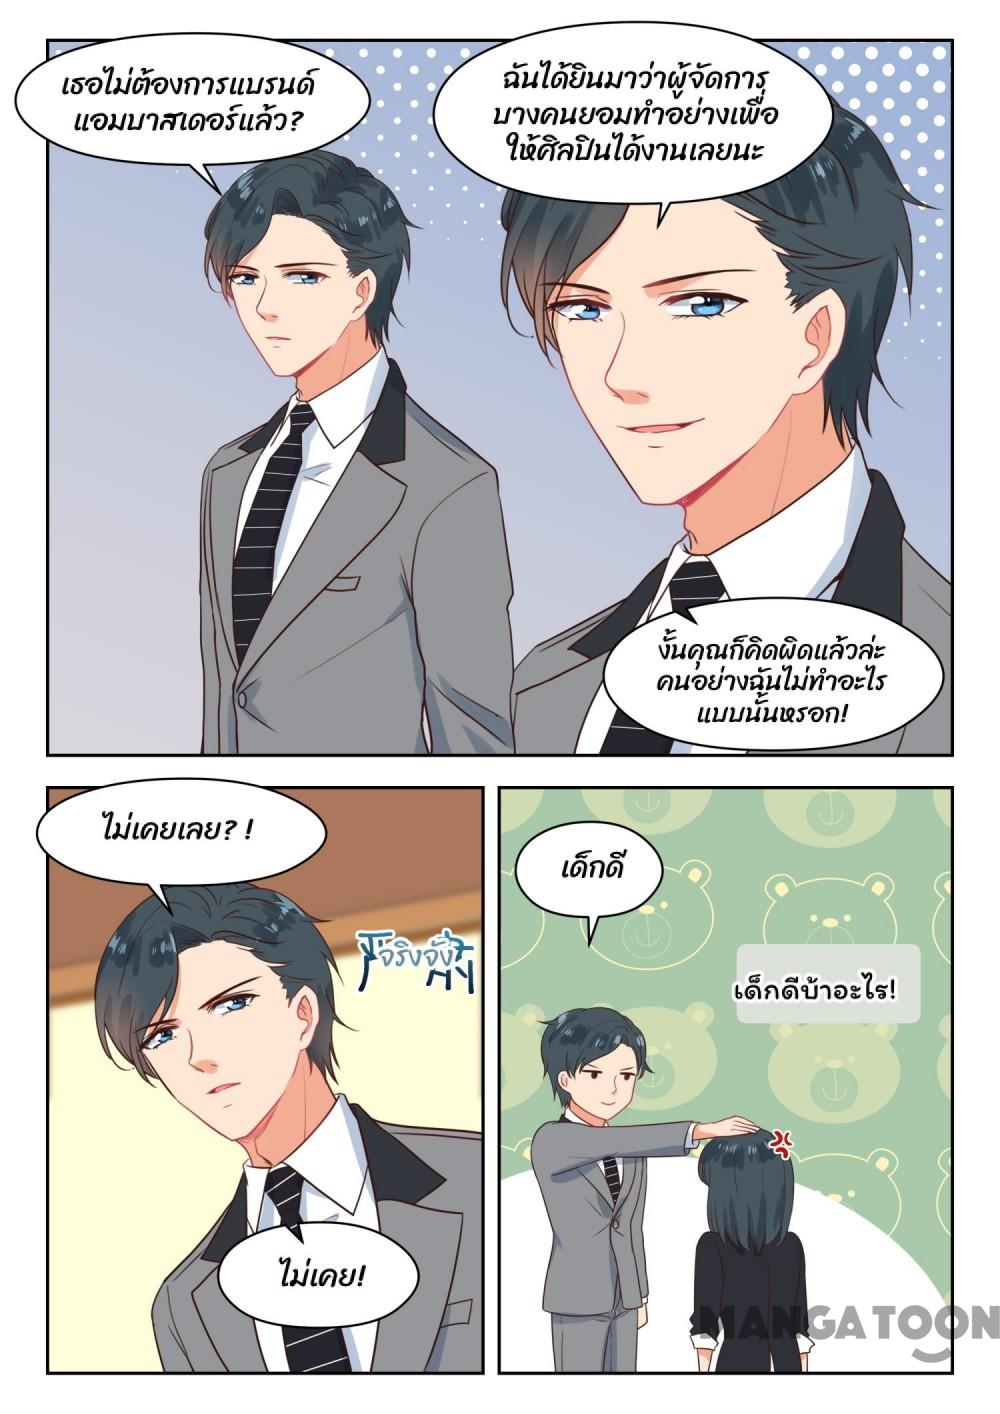 เธอไม่ต้องการแบรนด์
แอมบาสเดอร์แล้ว?
ฉันได้ยินมาว่าผู้จัดการ
บางคนยอมทำอย่างเพื่อ
ให้ศิลปินได้งานเลยนะ
งั้นคุณก็คิดผิดแล้วล่ะ
คนอย่างฉันไม่ทำอะไร
แบบนั้นหรอก!
ไม่เคยเลย?!
จริงจัง?
ไม่เคย!
เด็กดี
เด็กดีบ้าอะไร!
MANGATOON